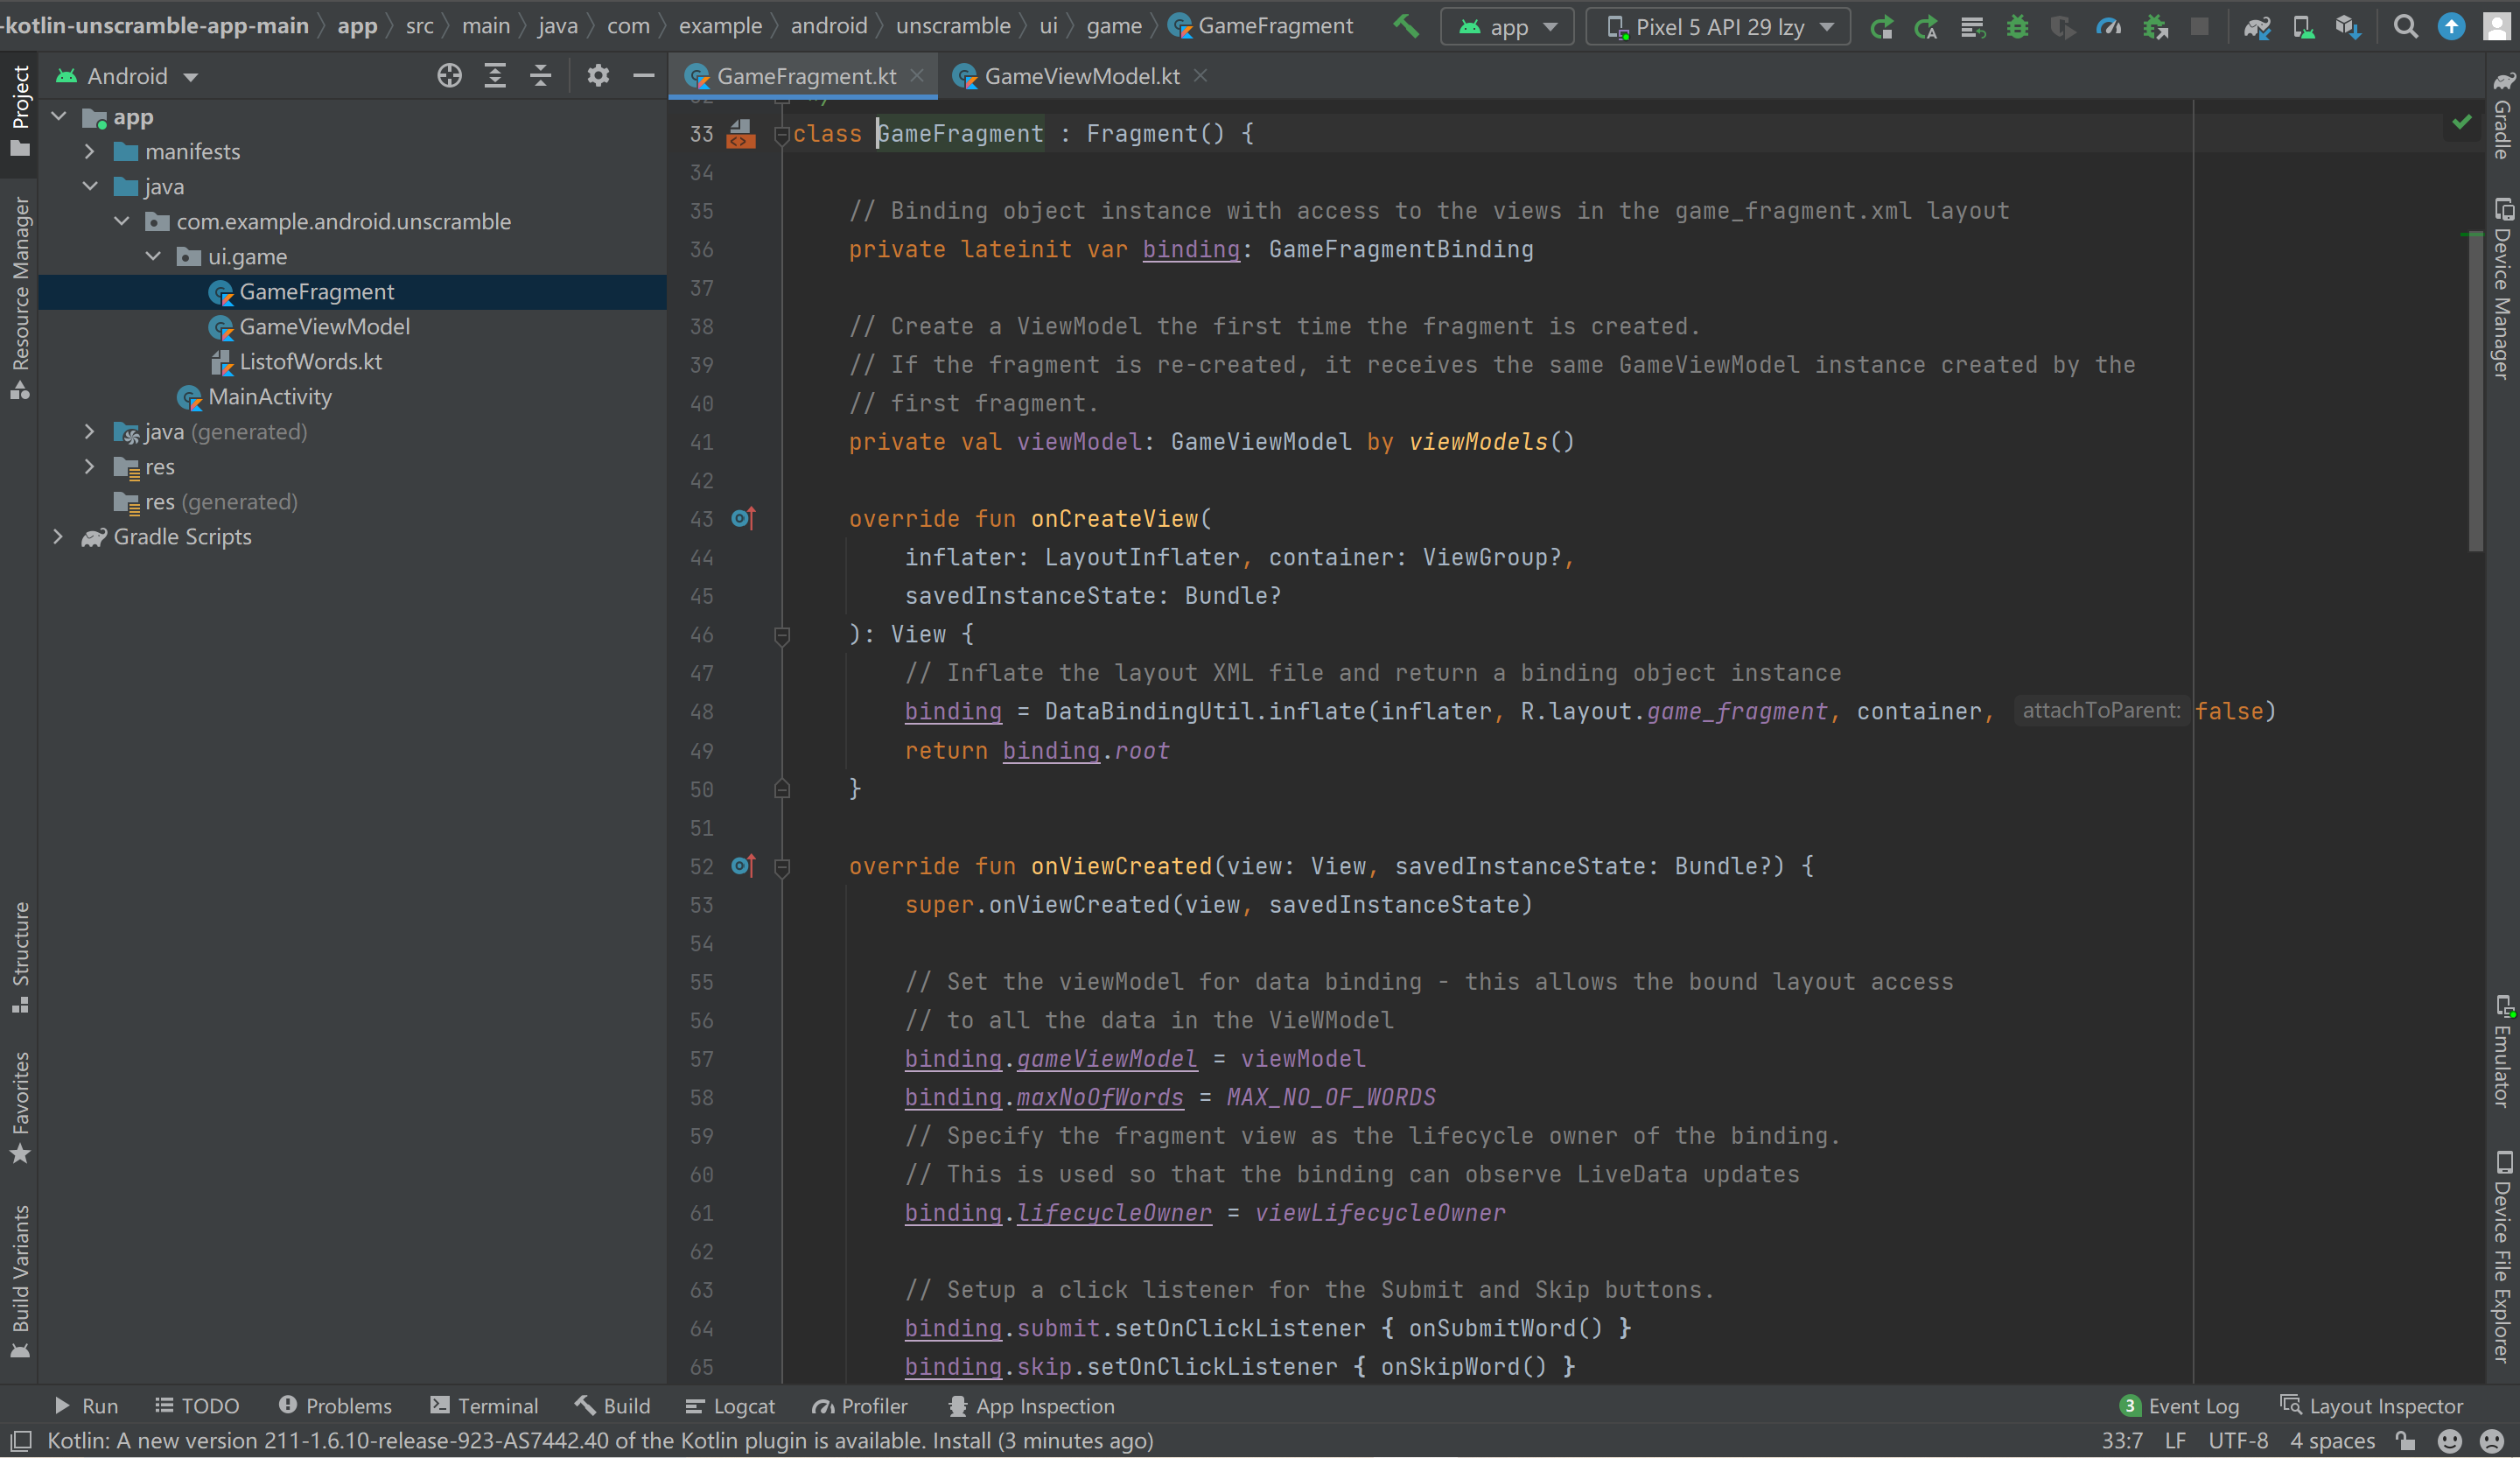 -kotlin-unscramble-app-main app src main java com example android unscramble ui game GameFragment app Pixel 5 API 29 lzy
Android
GameFragment.kt GameViewModel.kt
Project
Resource Manager
Structure
Favorites
Build Variants
app
manifests
java
com.example.android.unscramble
ui.game
GameFragment
GameViewModel
ListofWords.kt
MainActivity
java (generated)
res
res (generated)
Gradle Scripts
33 class GameFragment : Fragment() {
34
35 // Binding object instance with access to the views in the game_fragment.xml layout
36 private lateinit var binding: GameFragmentBinding
37
38 // Create a ViewModel the first time the fragment is created.
39 // If the fragment is re-created, it receives the same GameViewModel instance created by the
40 // first fragment.
41 private val viewModel: GameViewModel by viewModels()
42
43 override fun onCreateView(
44 inflater: LayoutInflater, container: ViewGroup?,
45 savedInstanceState: Bundle?
46 ): View {
47 // Inflate the layout XML file and return a binding object instance
48 binding = DataBindingUtil.inflate(inflater, R.layout.game_fragment, container, attachToParent: false)
49 return binding.root
50 }
51
52 override fun onViewCreated(view: View, savedInstanceState: Bundle?) {
53 super.onViewCreated(view, savedInstanceState)
54
55 // Set the viewModel for data binding - this allows the bound layout access
56 // to all the data in the VieWModel
57 binding.gameViewModel = viewModel
58 binding.maxNoOfWords = MAX_NO_OF_WORDS
59 // Specify the fragment view as the lifecycle owner of the binding.
60 // This is used so that the binding can observe LiveData updates
61 binding.lifecycleOwner = viewLifecycleOwner
62
63 // Setup a click listener for the Submit and Skip buttons.
64 binding.submit.setOnClickListener { onSubmitWord() }
65 binding.skip.setOnClickListener { onSkipWord() }
Gradle
Device Manager
Emulator
Device File Explorer
Run TODO Problems Terminal Build Logcat Profiler App Inspection 3 Event Log Layout Inspector
Kotlin: A new version 211-1.6.10-release-923-AS7442.40 of the Kotlin plugin is available. Install (3 minutes ago) 33:7 LF UTF-8 4 spaces